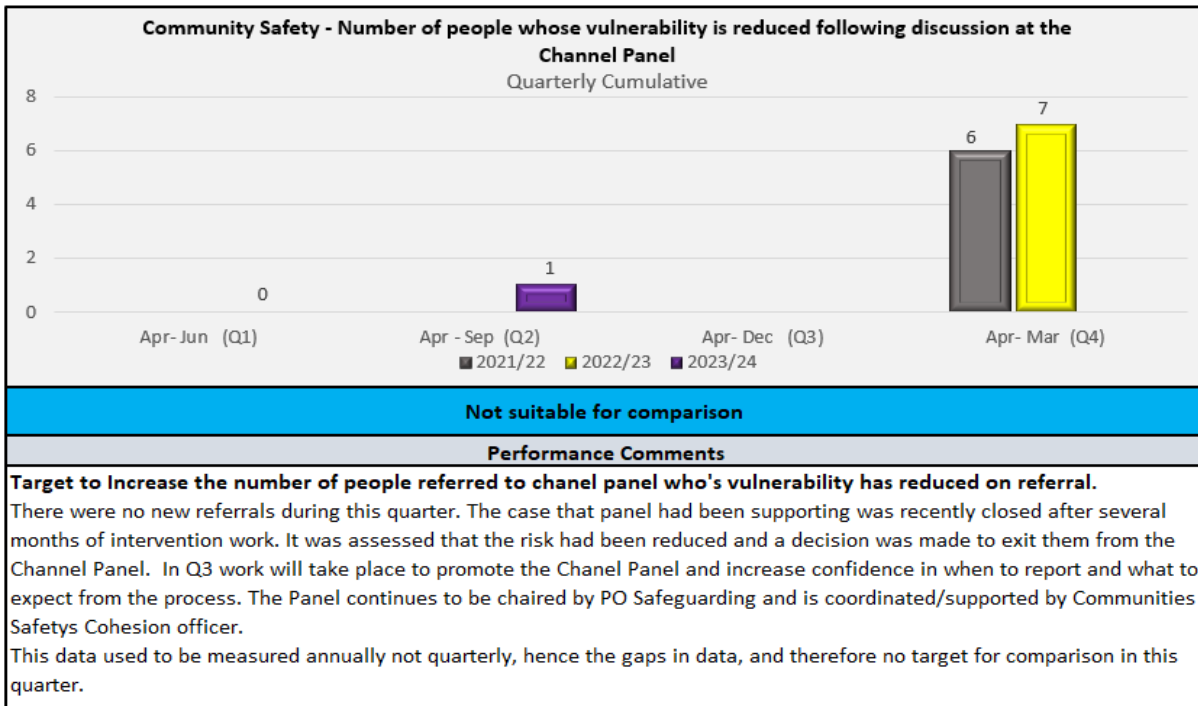 Community Safety - Number of people whose vulnerability is reduced following discussion at the
Channel Panel
Quarterly Cumulative
8
6
4
2
0
0
1
6
7
Apr- Jun (Q1)
Apr - Sep (Q2)
Apr- Dec (Q3)
Apr- Mar (Q4)
2021/22
2022/23
2023/24
Not suitable for comparison
Performance Comments
Target to Increase the number of people referred to chanel panel who's vulnerability has reduced on referral.
There were no new referrals during this quarter. The case that panel had been supporting was recently closed after several
months of intervention work. It was assessed that the risk had been reduced and a decision was made to exit them from the
Channel Panel. In Q3 work will take place to promote the Chanel Panel and increase confidence in when to report and what to
expect from the process. The Panel continues to be chaired by PO Safeguarding and is coordinated/supported by Communities
Safetys Cohesion officer.
This data used to be measured annually not quarterly, hence the gaps in data, and therefore no target for comparison in this
quarter.